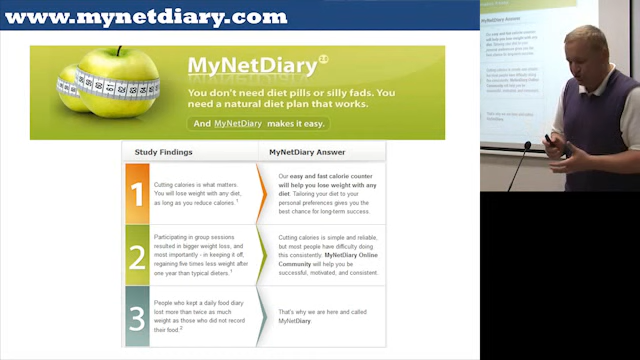 www.mynetdiary.com
MyNetDiary 2.0
You don't need diet pills or silly fads. You
need a natural diet plan that works.
And MyNetDiary makes it easy.
Study Findings
MyNetDiary Answer
1
Cutting calories is what matters.
You will lose weight with any diet,
as long as you reduce calories.1
Our easy and fast calorie counter
will help you lose weight with any
diet. Tailoring your diet to your
personal preferences gives you the
best chance for long-term success.
2
Participating in group sessions
resulted in bigger weight loss, and
most importantly - in keeping it off,
regaining five times less weight after
one year than typical dieters.1
Cutting calories is simple and reliable,
but most people have difficulty doing
this consistently. MyNetDiary Online
Community will help you be
successful, motivated, and consistent.
3
People who kept a daily food diary
lost more than twice as much
weight as those who did not record
their food.2
That's why we are here and called
MyNetDiary.
MyNetDiary Answer